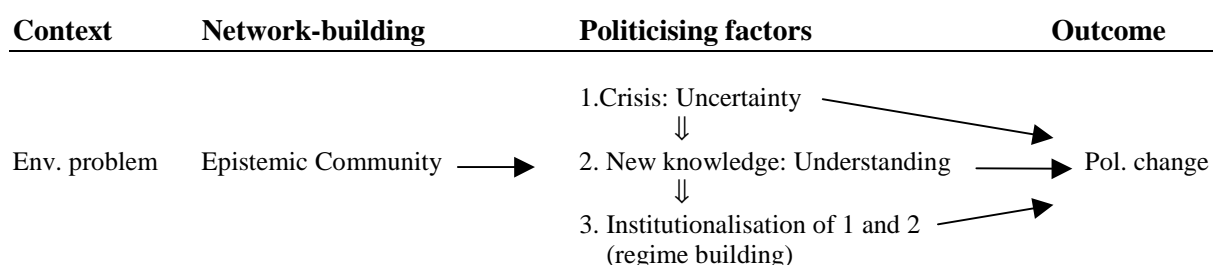 Context Network-building Politicising factors Outcome
1.Crisis: Uncertainty
⇓
Env. problem Epistemic Community 2. New knowledge: Understanding Pol. change
⇓
3. Institutionalisation of 1 and 2
(regime building)